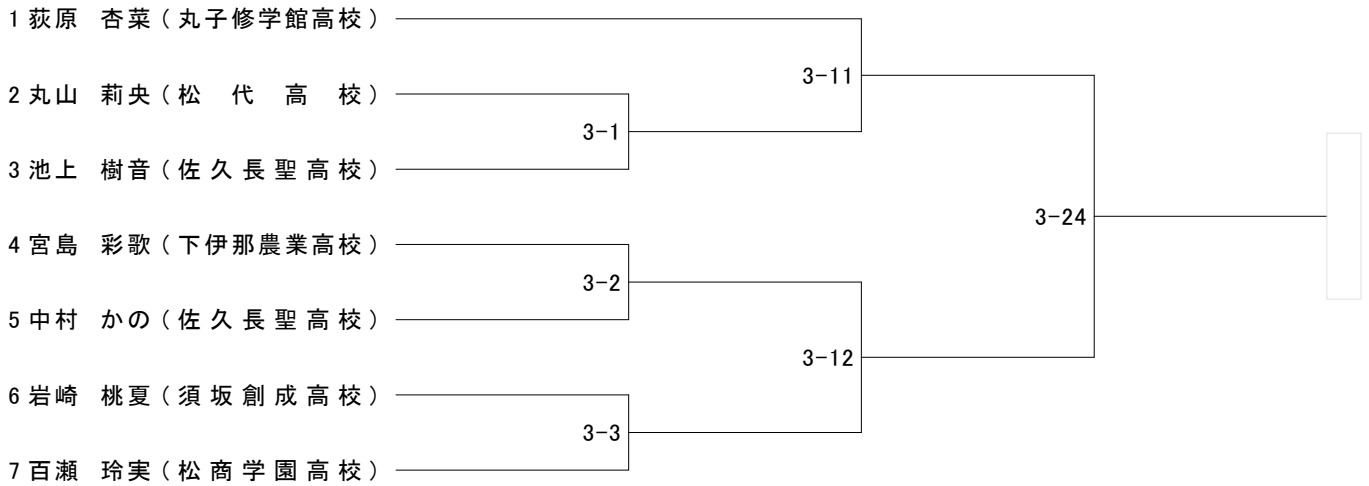 1 荻原 杏菜(丸子修学館高校)
3-11
2 丸山 莉央(松代高校)
3-1
3 池上 樹音(佐久長聖高校)
3-24
4 宮島 彩歌(下伊那農業高校)
3-2
5 中村 かの(佐久長聖高校)
3-12
6 岩崎 桃夏(須坂創成高校)
3-3
7 百瀬 玲実(松商学園高校)